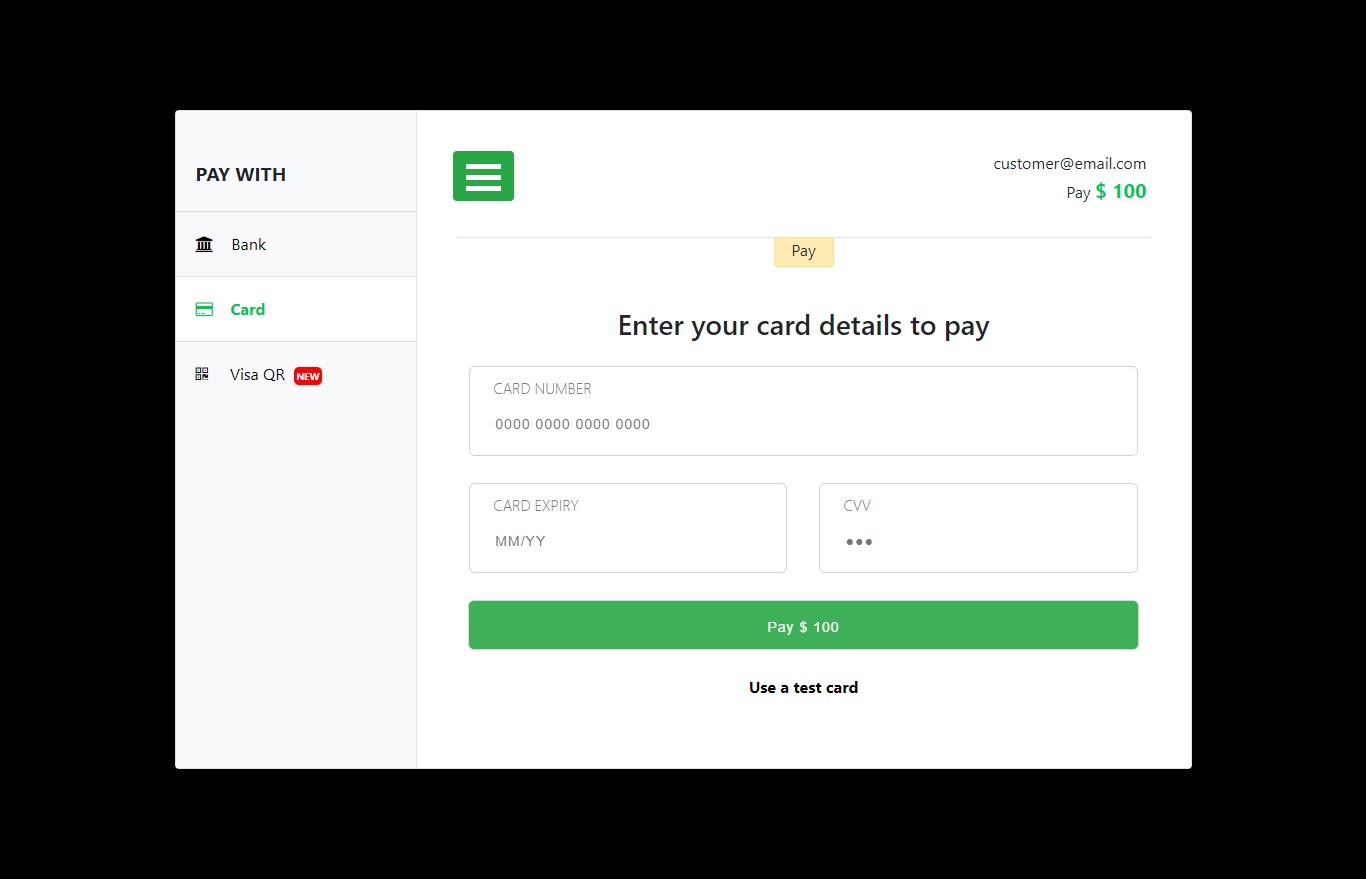 PAY WITH
Bank
Card
Visa QR NEW
customer@email.com
Pay $ 100
Pay
Enter your card details to pay
CARD NUMBER
0000 0000 0000 0000
CARD EXPIRY
MM/YY
CVV
●●●
Pay $ 100
Use a test card